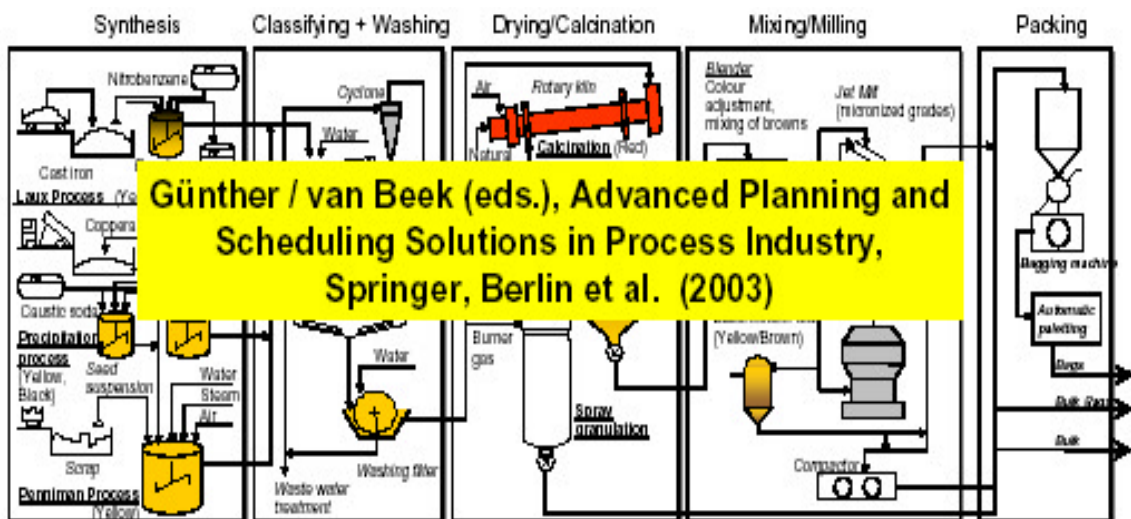 Synthesis
Classifying + Washing
Drying/Calcination
Mixing/Milling
Packing
Nitrobenzene
Cast iron
Laux Process (Ye
Copperas
Caustic soda
Precipitation
process
(Yellow,
Black)
Seed
suspension
Water
Steam
Air
Scrap
Penniman Process
(Yellow)
Cyclone
Water
Water
Washing filter
Waste water
treatment
Air
Rotary kiln
Natural
Calcination (Red)
Burner
gas
Spray
granulation
Blender
Colour
adjustment,
mixing of browns
Jet Mill
(micronized grades)
(Yellow/Brown)
Compactor
Bagging machine
Automatic
paletting
Bags
Bulk Bags
Bulk
Günther / van Beek (eds.), Advanced Planning and
Scheduling Solutions in Process Industry,
Springer, Berlin et al. (2003)